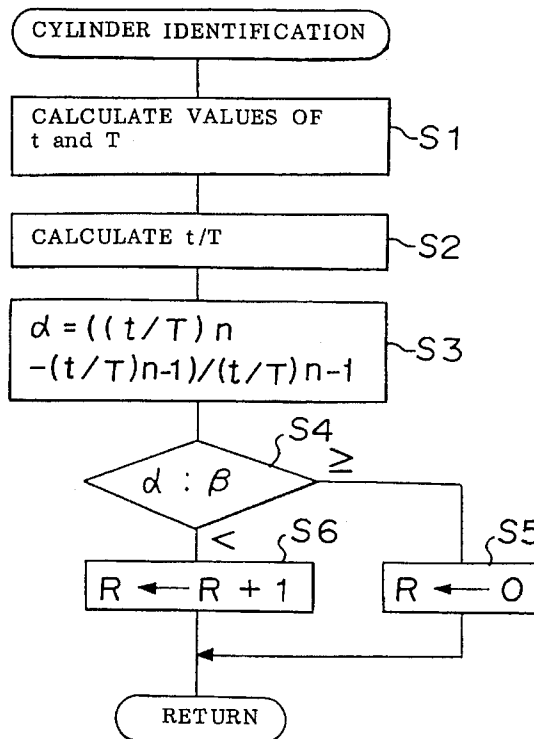 CYLINDER IDENTIFICATION
CALCULATE VALUES OF
t and T
S1
CALCULATE t/T
S2
α = ((t/T)n
-(t/T)n-1)/(t/T)n-1
S3
S4
≥
α : β
<
S6
S5
R ← R + 1
R ← 0
RETURN